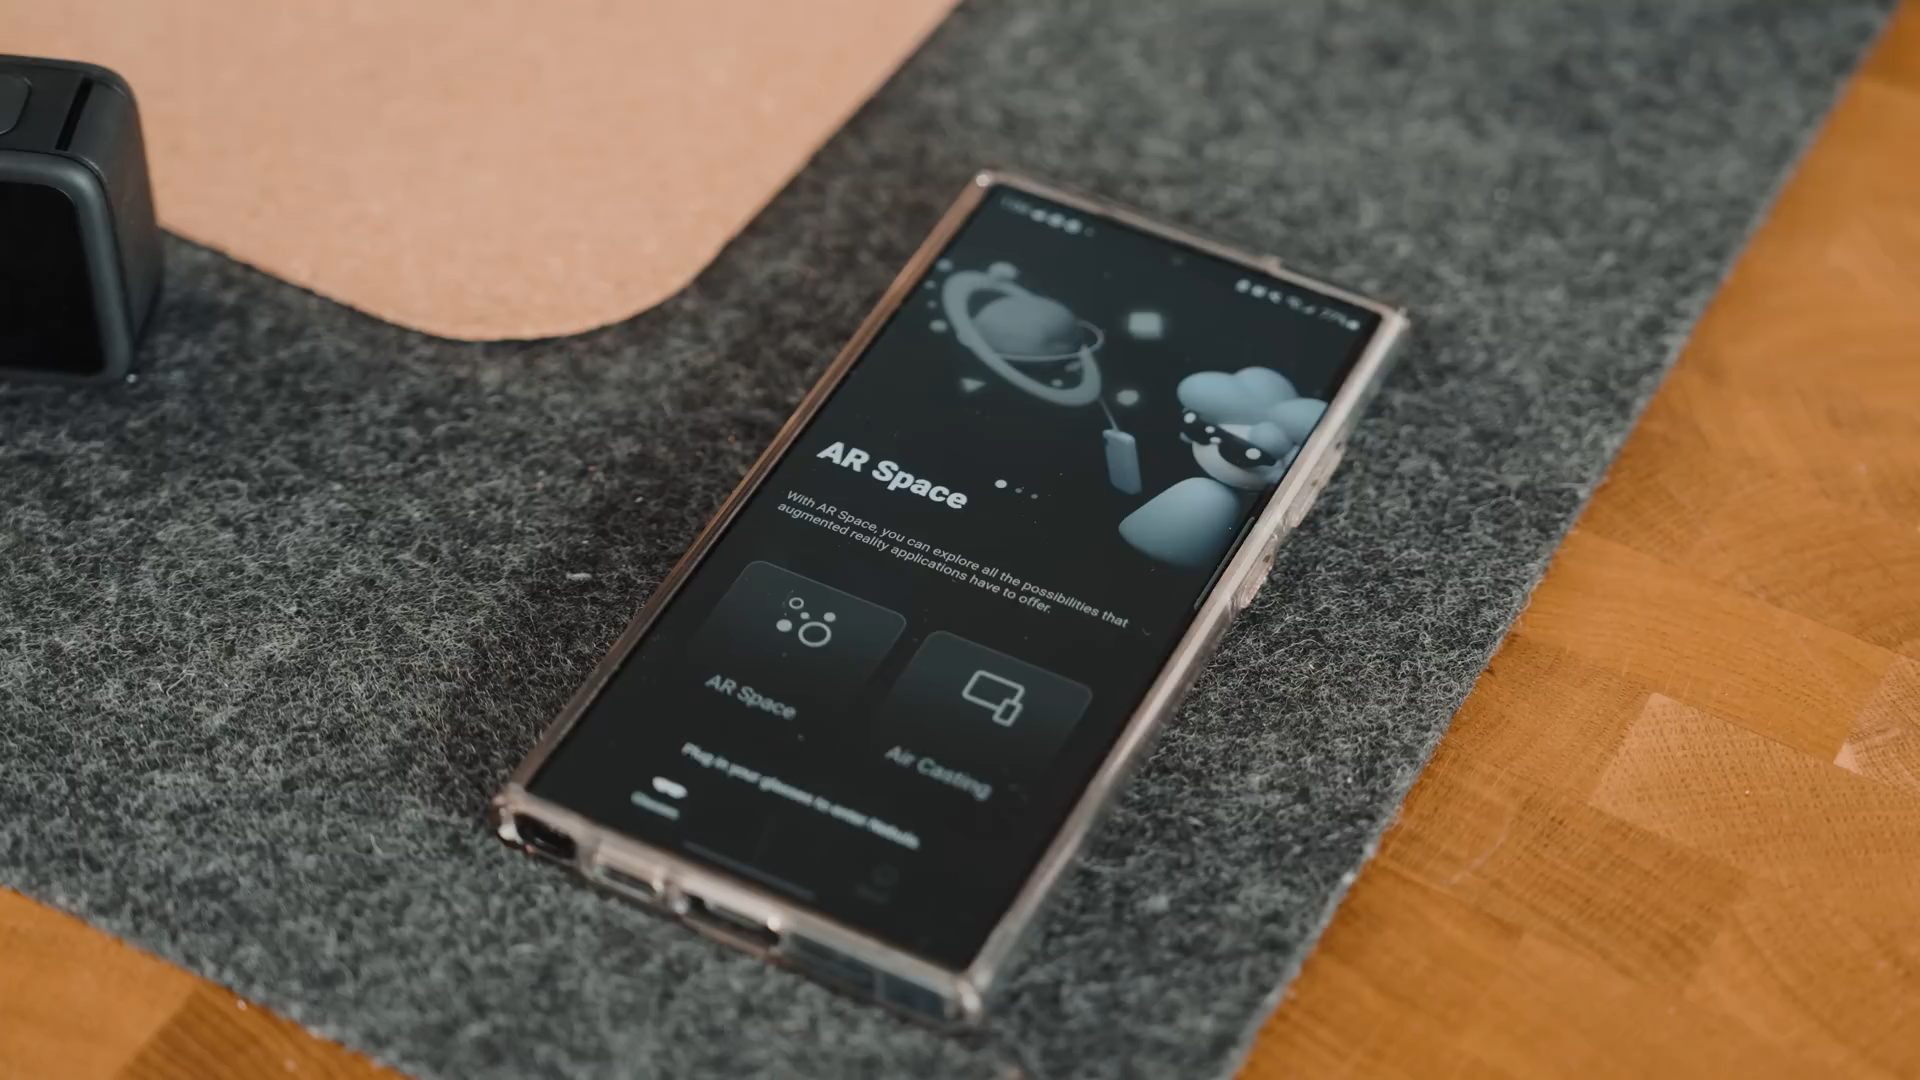 AR Space
With AR Space, you can explore all the possibilities that
augmented reality applications have to offer.
AR Space
Air Casting
Plug in your glasses to enter Nebula
Glasses